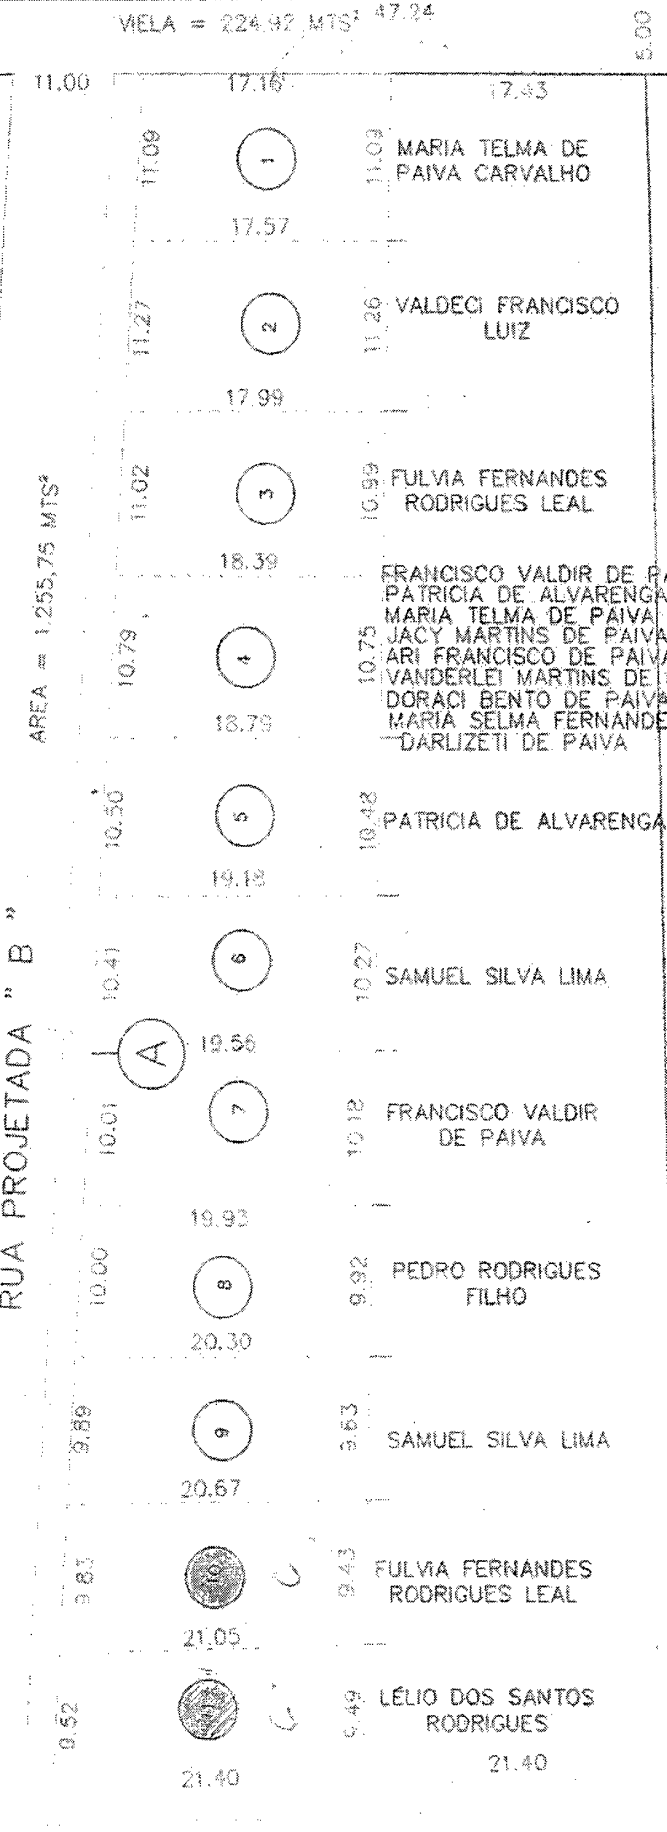 VIELA = 224.92 MTS² 47.24
5.00
11.00
17.16
17.43
11.09
1
11.09
MARIA TELMA DE
PAIVA CARVALHO
17.57
11.27
2
11.26
VALDECI FRANCISCO
LUIZ
17.99
11.02
3
10.99
FULVIA FERNANDES
RODRIGUES LEAL
18.39
AREA = 1.255,75 MTS²
10.79
4
10.75
FRANCISCO VALDIR DE PA
PATRICIA DE ALVARENGA
MARIA TELMA DE PAIVA
JACY MARTINS DE PAIVA
ARI FRANCISCO DE PAIVA
VANDERLEI MARTINS DE
DORACI BENTO DE PAIVA
MARIA SELMA FERNANDE
DARLIZETI DE PAIVA
18.79
10.50
5
10.48
PATRICIA DE ALVARENGA
19.18
10.41
6
10.27
SAMUEL SILVA LIMA
RUA PROJETADA " B "
A
19.56
10.01
7
10.18
FRANCISCO VALDIR
DE PAIVA
19.93
10.00
8
9.92
PEDRO RODRIGUES
FILHO
20.30
9.89
9
9.63
SAMUEL SILVA LIMA
20.67
9.83
10
9.43
FULVIA FERNANDES
RODRIGUES LEAL
21.05
9.52
11
9.49
LÉLIO DOS SANTOS
RODRIGUES
21.40
21.40